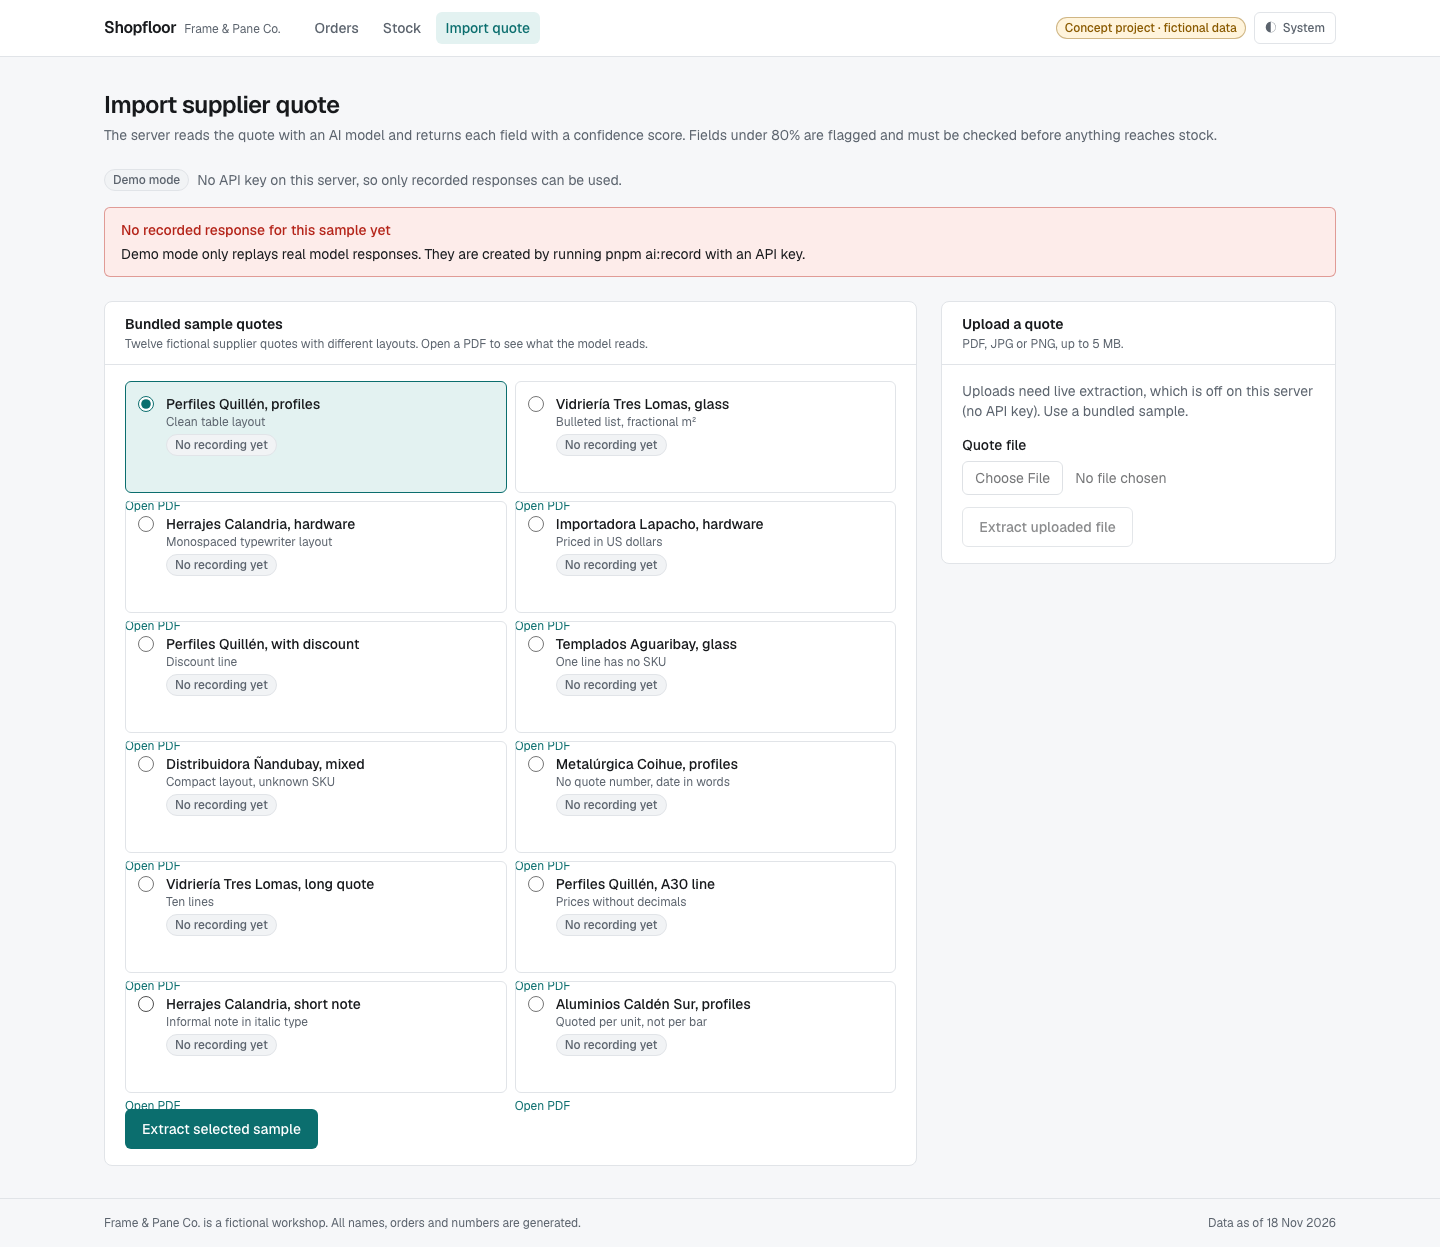 Shopfloor Frame & Pane Co. Orders Stock Import quote Concept project · fictional data System
Import supplier quote
The server reads the quote with an AI model and returns each field with a confidence score. Fields under 80% are flagged and must be checked before anything reaches stock.
Demo mode No API key on this server, so only recorded responses can be used.
No recorded response for this sample yet
Demo mode only replays real model responses. They are created by running pnpm ai:record with an API key.
Bundled sample quotes
Twelve fictional supplier quotes with different layouts. Open a PDF to see what the model reads.
Perfiles Quillén, profiles
Clean table layout
No recording yet
Open PDF
Vidriería Tres Lomas, glass
Bulleted list, fractional m²
No recording yet
Open PDF
Herrajes Calandria, hardware
Monospaced typewriter layout
No recording yet
Open PDF
Importadora Lapacho, hardware
Priced in US dollars
No recording yet
Open PDF
Perfiles Quillén, with discount
Discount line
No recording yet
Open PDF
Templados Aguaribay, glass
One line has no SKU
No recording yet
Open PDF
Distribuidora Ñandubay, mixed
Compact layout, unknown SKU
No recording yet
Open PDF
Metalúrgica Coihue, profiles
No quote number, date in words
No recording yet
Open PDF
Vidriería Tres Lomas, long quote
Ten lines
No recording yet
Open PDF
Perfiles Quillén, A30 line
Prices without decimals
No recording yet
Open PDF
Herrajes Calandria, short note
Informal note in italic type
No recording yet
Open PDF
Aluminios Caldén Sur, profiles
Quoted per unit, not per bar
No recording yet
Open PDF
Extract selected sample
Upload a quote
PDF, JPG or PNG, up to 5 MB.
Uploads need live extraction, which is off on this server
(no API key). Use a bundled sample.
Quote file
Choose File No file chosen
Extract uploaded file
Frame & Pane Co. is a fictional workshop. All names, orders and numbers are generated.
Data as of 18 Nov 2026